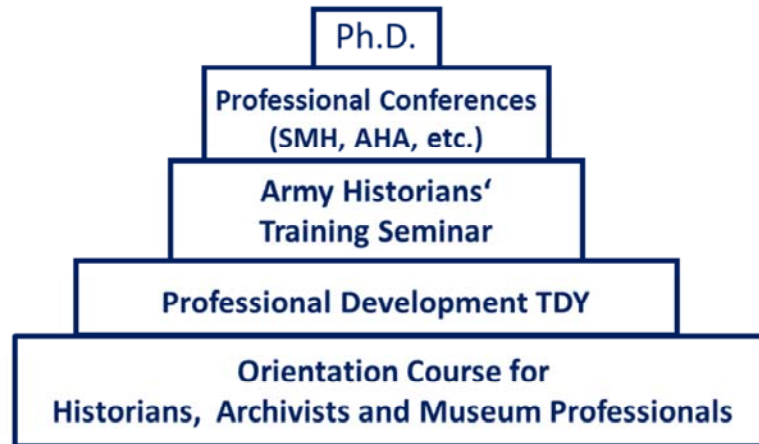 Ph.D.
Professional Conferences
(SMH, AHA, etc.)
Army Historians‘
Training Seminar
Professional Development TDY
Orientation Course for
Historians, Archivists and Museum Professionals